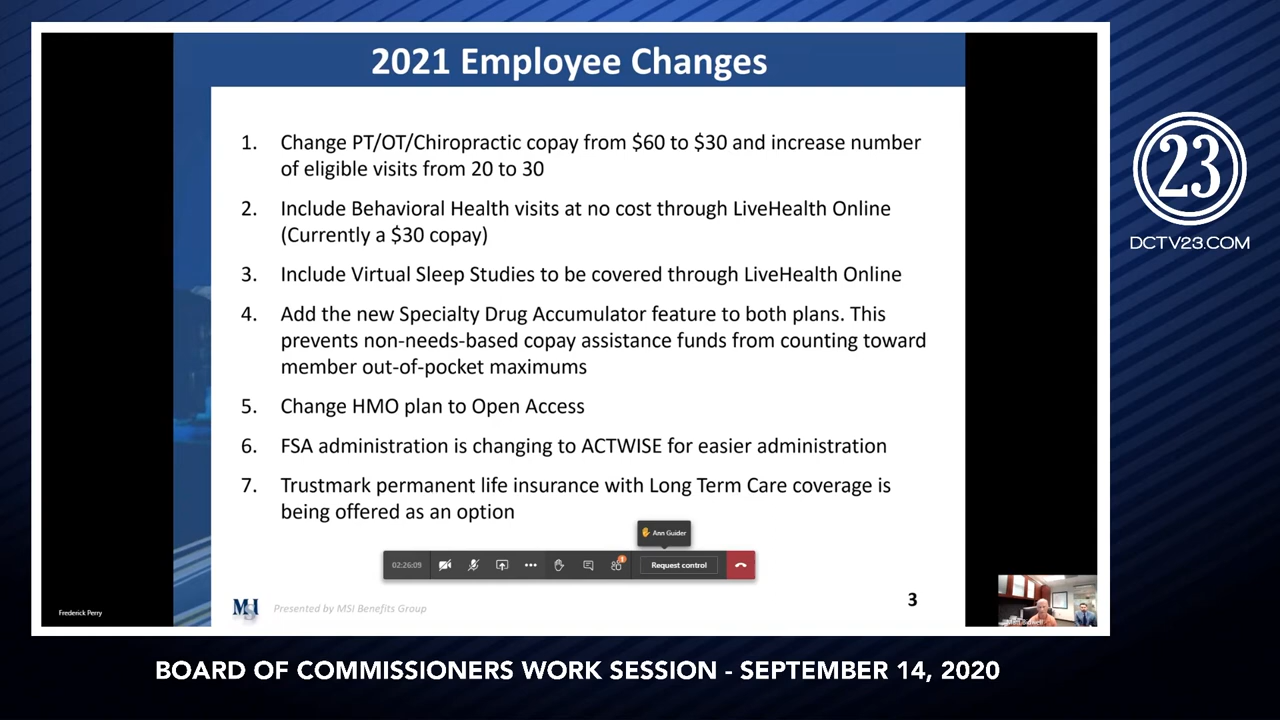 2021 Employee Changes
1. Change PT/OT/Chiropractic copay from $60 to $30 and increase number
of eligible visits from 20 to 30
2. Include Behavioral Health visits at no cost through LiveHealth Online
(Currently a $30 copay)
3. Include Virtual Sleep Studies to be covered through LiveHealth Online
4. Add the new Specialty Drug Accumulator feature to both plans. This
prevents non-needs-based copay assistance funds from counting toward
member out-of-pocket maximums
5. Change HMO plan to Open Access
6. FSA administration is changing to ACTWISE for easier administration
7. Trustmark permanent life insurance with Long Term Care coverage is
being offered as an option
Ann Guider
02:26:09
Request control
MSI
Presented by MSI Benefits Group
3
Frederick Perry
23
DCTV23.COM
BOARD OF COMMISSIONERS WORK SESSION - SEPTEMBER 14, 2020